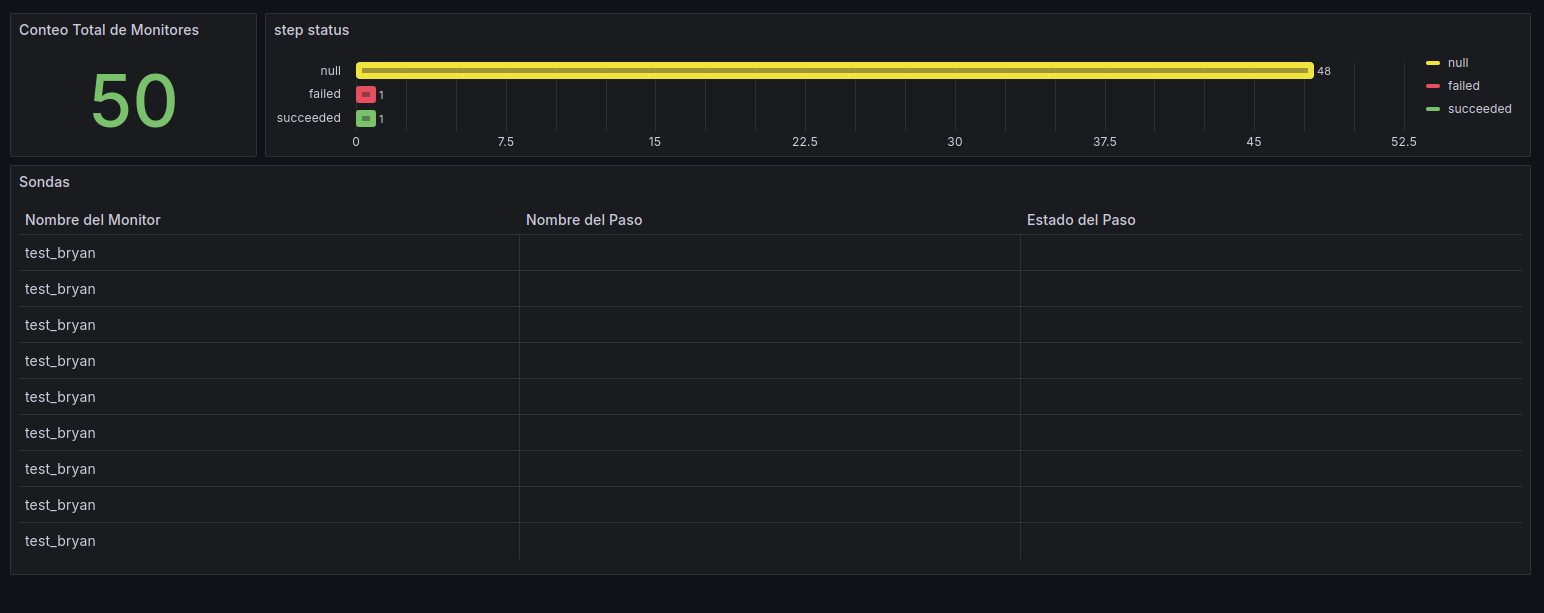 Conteo Total de Monitores
50
step status
null
48
failed
1
succeeded
1
0 7.5 15 22.5 30 37.5 45 52.5
null
failed
succeeded
Sondas
Nombre del Monitor Nombre del Paso Estado del Paso
test_bryan
test_bryan
test_bryan
test_bryan
test_bryan
test_bryan
test_bryan
test_bryan
test_bryan